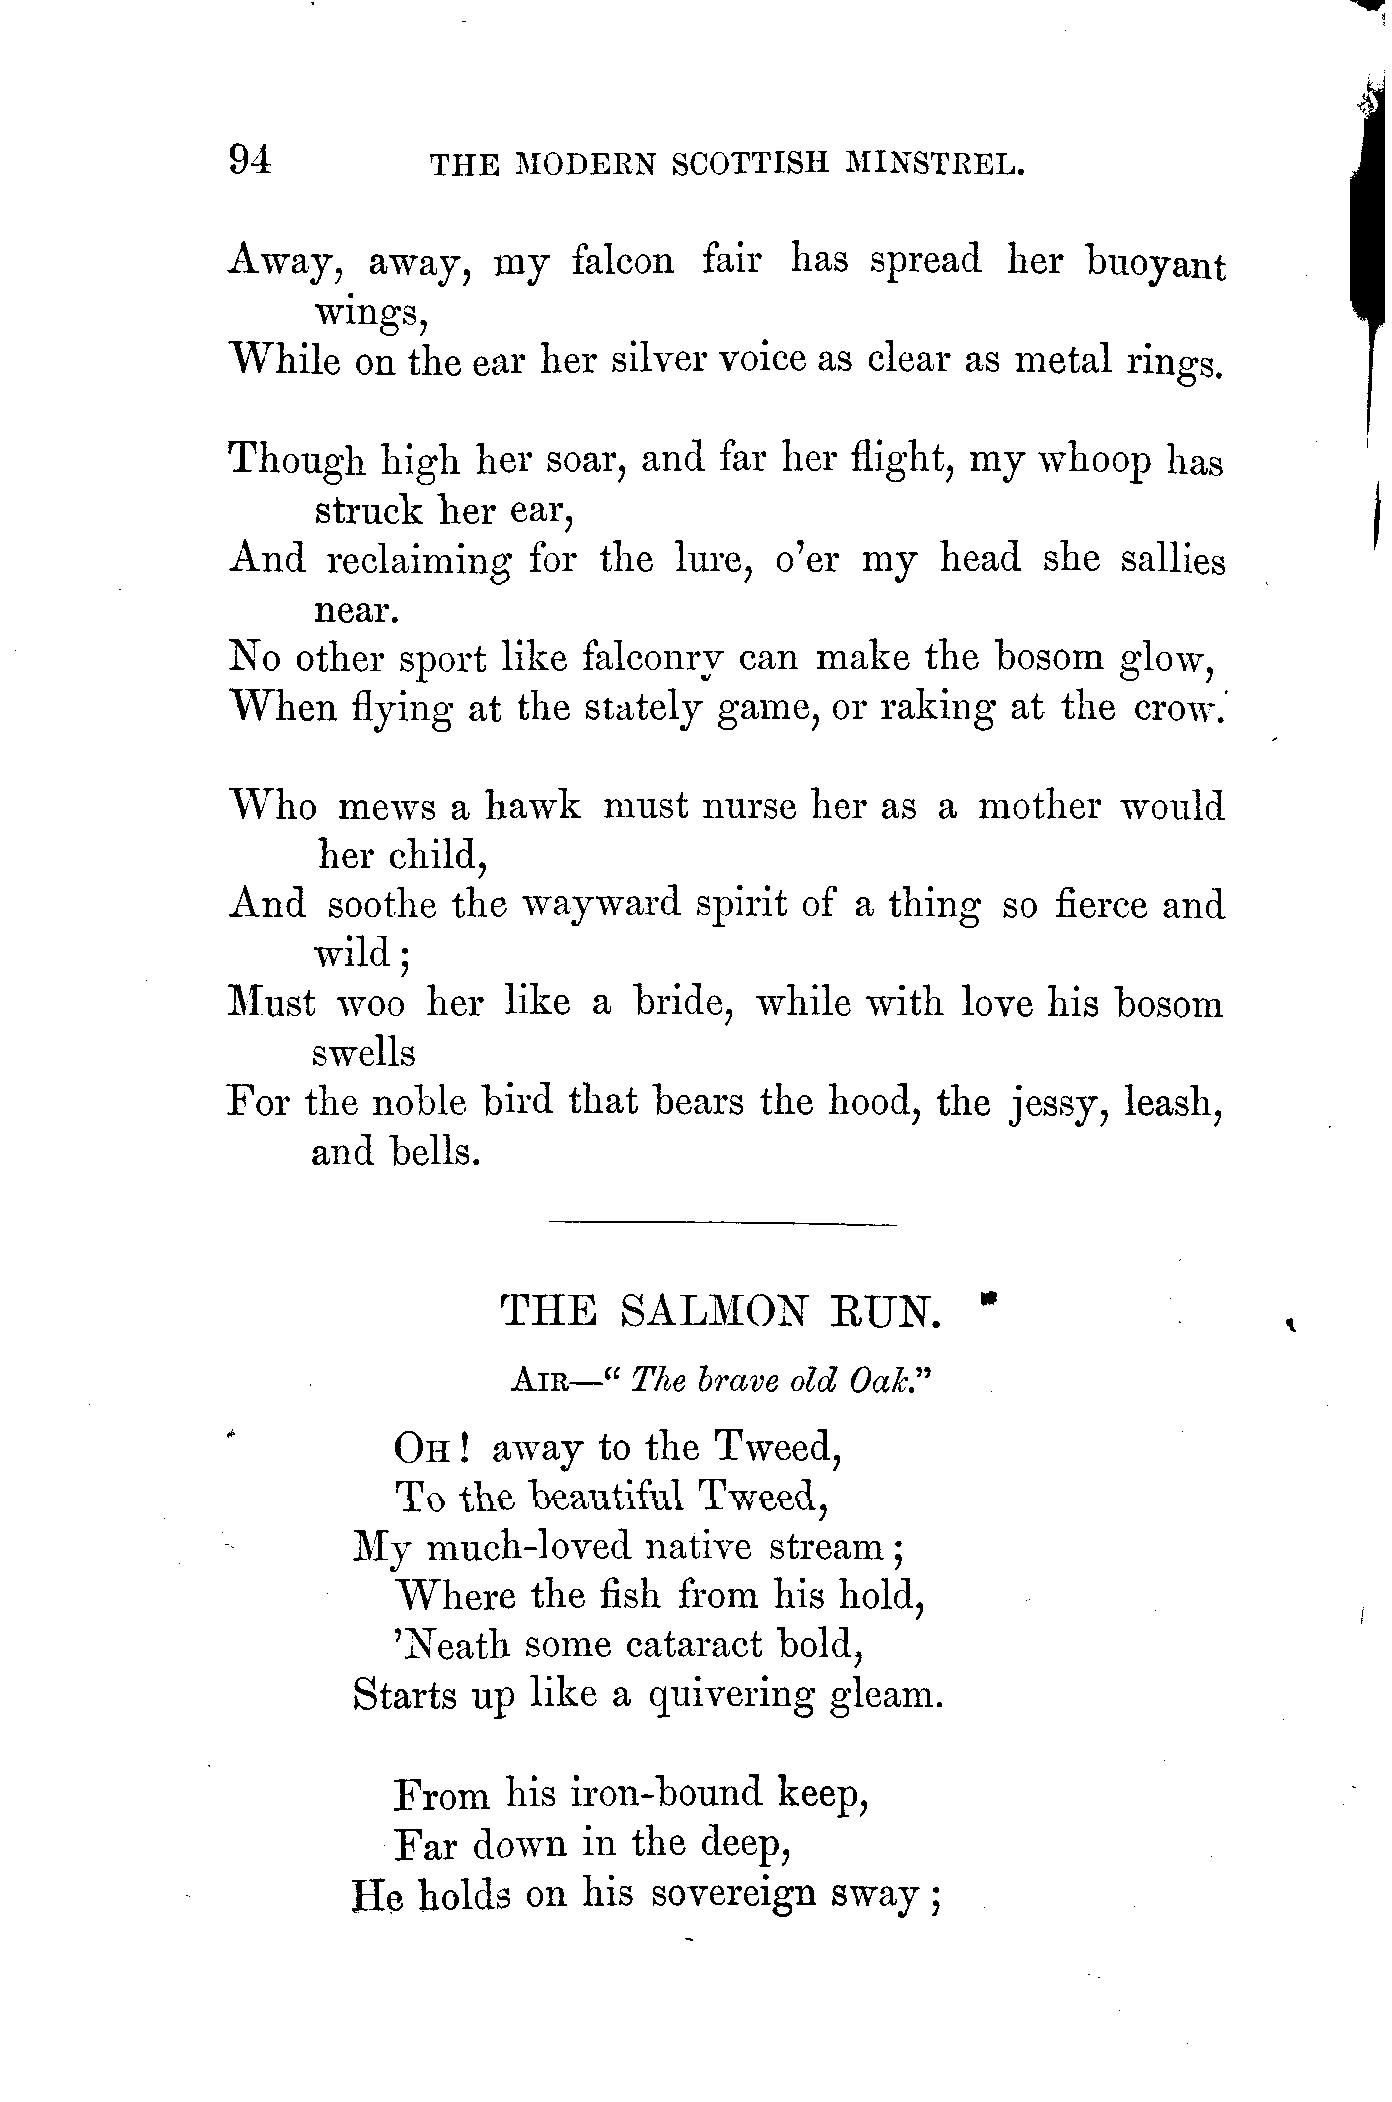 94 THE MODERN SCOTTISH MINSTREL.
Away, away, my falcon fair has spread her buoyant
wings,
While on the ear her silver voice as clear as metal rings.
Though high her soar, and far her flight, my whoop has
struck her ear,
And reclaiming for the lure, o'er my head she sallies
near.
No other sport like falconry can make the bosom glow,
When flying at the stately game, or raking at the crow.
Who mews a hawk must nurse her as a mother would
her child,
And soothe the wayward spirit of a thing so fierce and
wild;
Must woo her like a bride, while with love his bosom
swells
For the noble bird that bears the hood, the jessy, leash,
and bells.
THE SALMON RUN.
AIR—"The brave old Oak."
OH! away to the Tweed,
To the beautiful Tweed,
My much-loved native stream;
Where the fish from his hold,
'Neath some cataract bold,
Starts up like a quivering gleam.
From his iron-bound keep,
Far down in the deep,
He holds on his sovereign sway;